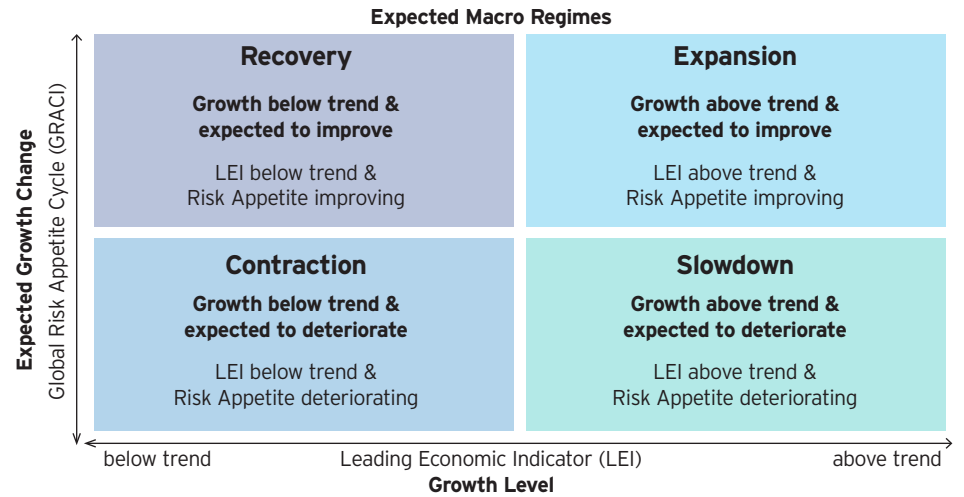 Expected Macro Regimes
Expected Growth Change
Global Risk Appetite Cycle (GRACI)
Recovery
Growth below trend &
expected to improve
LEI below trend &
Risk Appetite improving
Expansion
Growth above trend &
expected to improve
LEI above trend &
Risk Appetite improving
Contraction
Growth below trend &
expected to deteriorate
LEI below trend &
Risk Appetite deteriorating
Slowdown
Growth above trend &
expected to deteriorate
LEI above trend &
Risk Appetite deteriorating
below trend
Leading Economic Indicator (LEI)
above trend
Growth Level